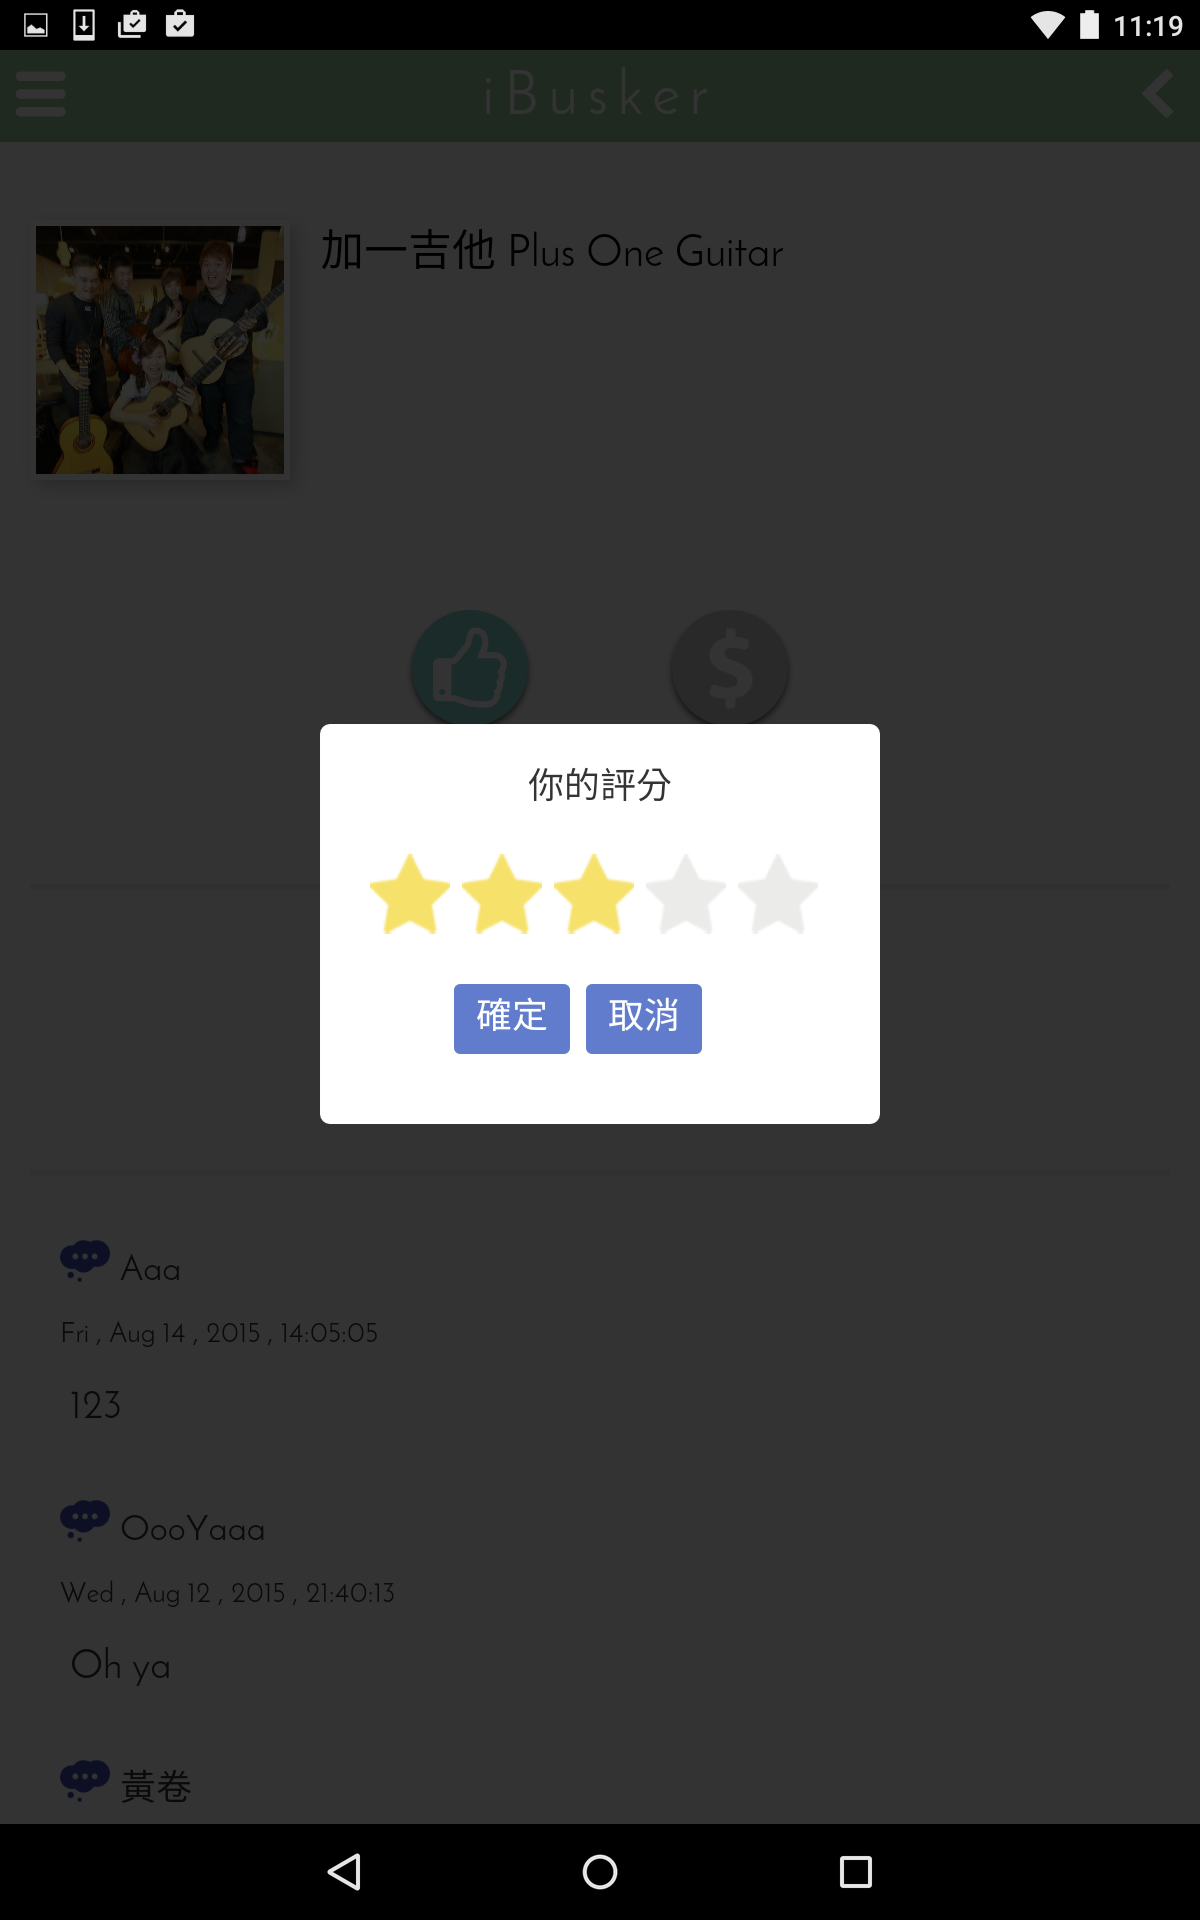 11:19
iBusker
加一吉他 Plus One Guitar
你的評分
確定 取消
Aaa
Fri , Aug 14 , 2015 , 14:05:05
123
OooYaaa
Wed , Aug 12 , 2015 , 21:40:13
Oh ya
黃卷